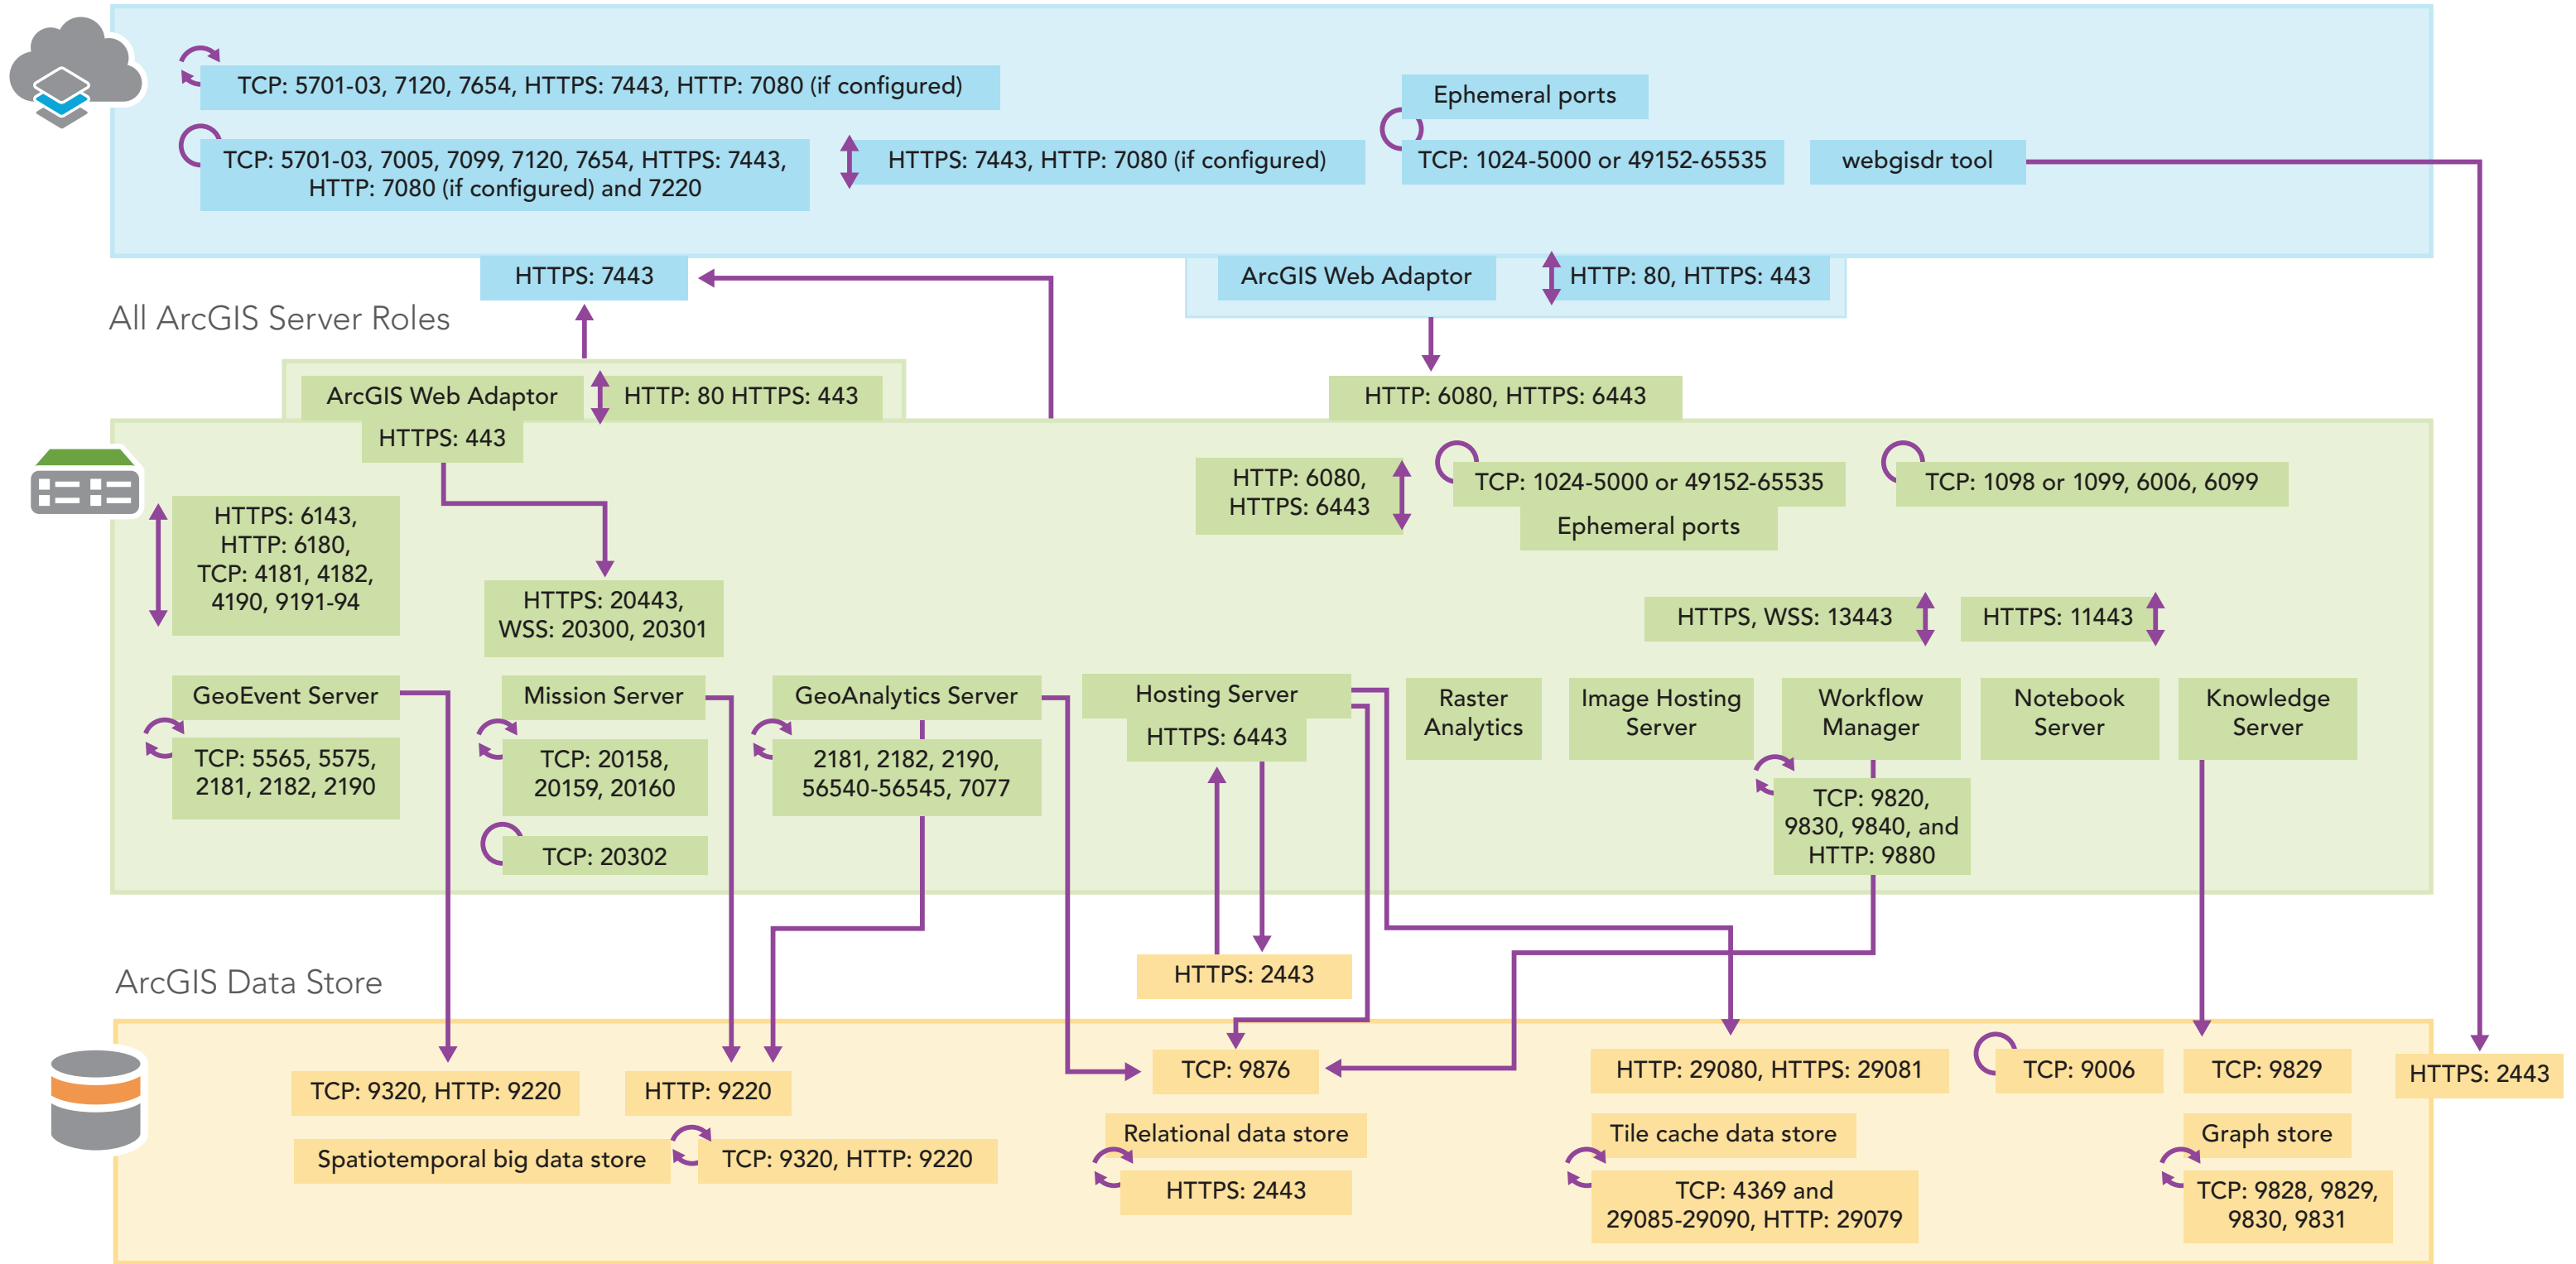 TCP: 5701-03, 7120, 7654, HTTPS: 7443, HTTP: 7080 (if configured)
Ephemeral ports
TCP: 5701-03, 7005, 7099, 7120, 7654, HTTPS: 7443,
HTTP: 7080 (if configured) and 7220
HTTPS: 7443, HTTP: 7080 (if configured)
TCP: 1024-5000 or 49152-65535
webgisdr tool
HTTPS: 7443
ArcGIS Web Adaptor
HTTP: 80, HTTPS: 443
All ArcGIS Server Roles
ArcGIS Web Adaptor
HTTP: 80 HTTPS: 443
HTTP: 6080, HTTPS: 6443
HTTPS: 443
HTTP: 6080,
HTTPS: 6443
TCP: 1024-5000 or 49152-65535
Ephemeral ports
TCP: 1098 or 1099, 6006, 6099
HTTPS: 6143,
HTTP: 6180,
TCP: 4181, 4182,
4190, 9191-94
HTTPS: 20443,
WSS: 20300, 20301
HTTPS, WSS: 13443
HTTPS: 11443
GeoEvent Server
Mission Server
GeoAnalytics Server
Hosting Server
HTTPS: 6443
Raster
Analytics
Image Hosting
Server
Workflow
Manager
Notebook
Server
Knowledge
Server
TCP: 5565, 5575,
2181, 2182, 2190
TCP: 20158,
20159, 20160
2181, 2182, 2190,
56540-56545, 7077
TCP: 9820,
9830, 9840, and
HTTP: 9880
TCP: 20302
HTTPS: 2443
ArcGIS Data Store
TCP: 9320, HTTP: 9220
HTTP: 9220
TCP: 9876
HTTP: 29080, HTTPS: 29081
TCP: 9006
TCP: 9829
HTTPS: 2443
Spatiotemporal big data store
TCP: 9320, HTTP: 9220
Relational data store
HTTPS: 2443
Tile cache data store
TCP: 4369 and
29085-29090, HTTP: 29079
Graph store
TCP: 9828, 9829,
9830, 9831